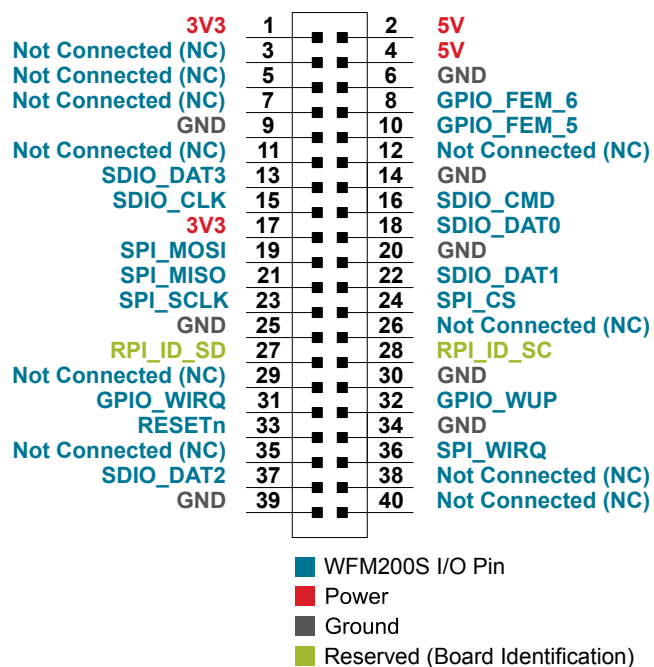 3V3 1 2 5V
Not Connected (NC) 3 4 5V
Not Connected (NC) 5 6 GND
Not Connected (NC) 7 8 GPIO_FEM_6
GND 9 10 GPIO_FEM_5
Not Connected (NC) 11 12 Not Connected (NC)
SDIO_DAT3 13 14 GND
SDIO_CLK 15 16 SDIO_CMD
3V3 17 18 SDIO_DAT0
SPI_MOSI 19 20 GND
SPI_MISO 21 22 SDIO_DAT1
SPI_SCLK 23 24 SPI_CS
GND 25 26 Not Connected (NC)
RPI_ID_SD 27 28 RPI_ID_SC
Not Connected (NC) 29 30 GND
GPIO_WIRQ 31 32 GPIO_WUP
RESETn 33 34 GND
Not Connected (NC) 35 36 SPI_WIRQ
SDIO_DAT2 37 38 Not Connected (NC)
GND 39 40 Not Connected (NC)
WFM200S I/O Pin
Power
Ground
Reserved (Board Identification)